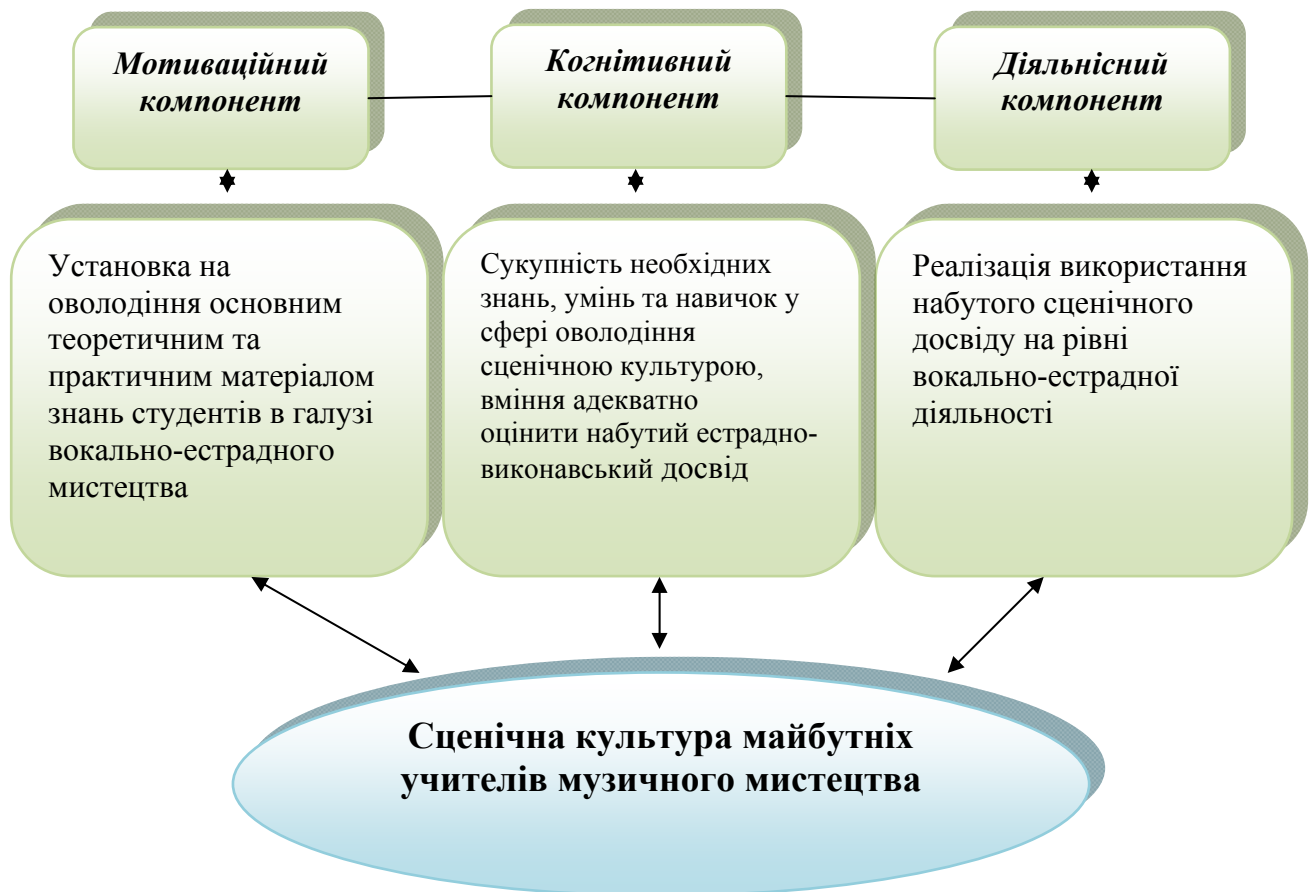 Мотиваційний
компонент
Когнітивний
компонент
Діяльнісний
компонент
Установка на
оволодіння основним
теоретичним та
практичним матеріалом
знань студентів в галузі
вокально-естрадного
мистецтва
Сукупність необхідних
знань, умінь та навичок у
сфері оволодіння
сценічною культурою,
вміння адекватно
оцінити набутий естрадно-
виконавський досвід
Реалізація використання
набутого сценічного
досвіду на рівні
вокально-естрадної
діяльності
Сценічна культура майбутніх
учителів музичного мистецтва